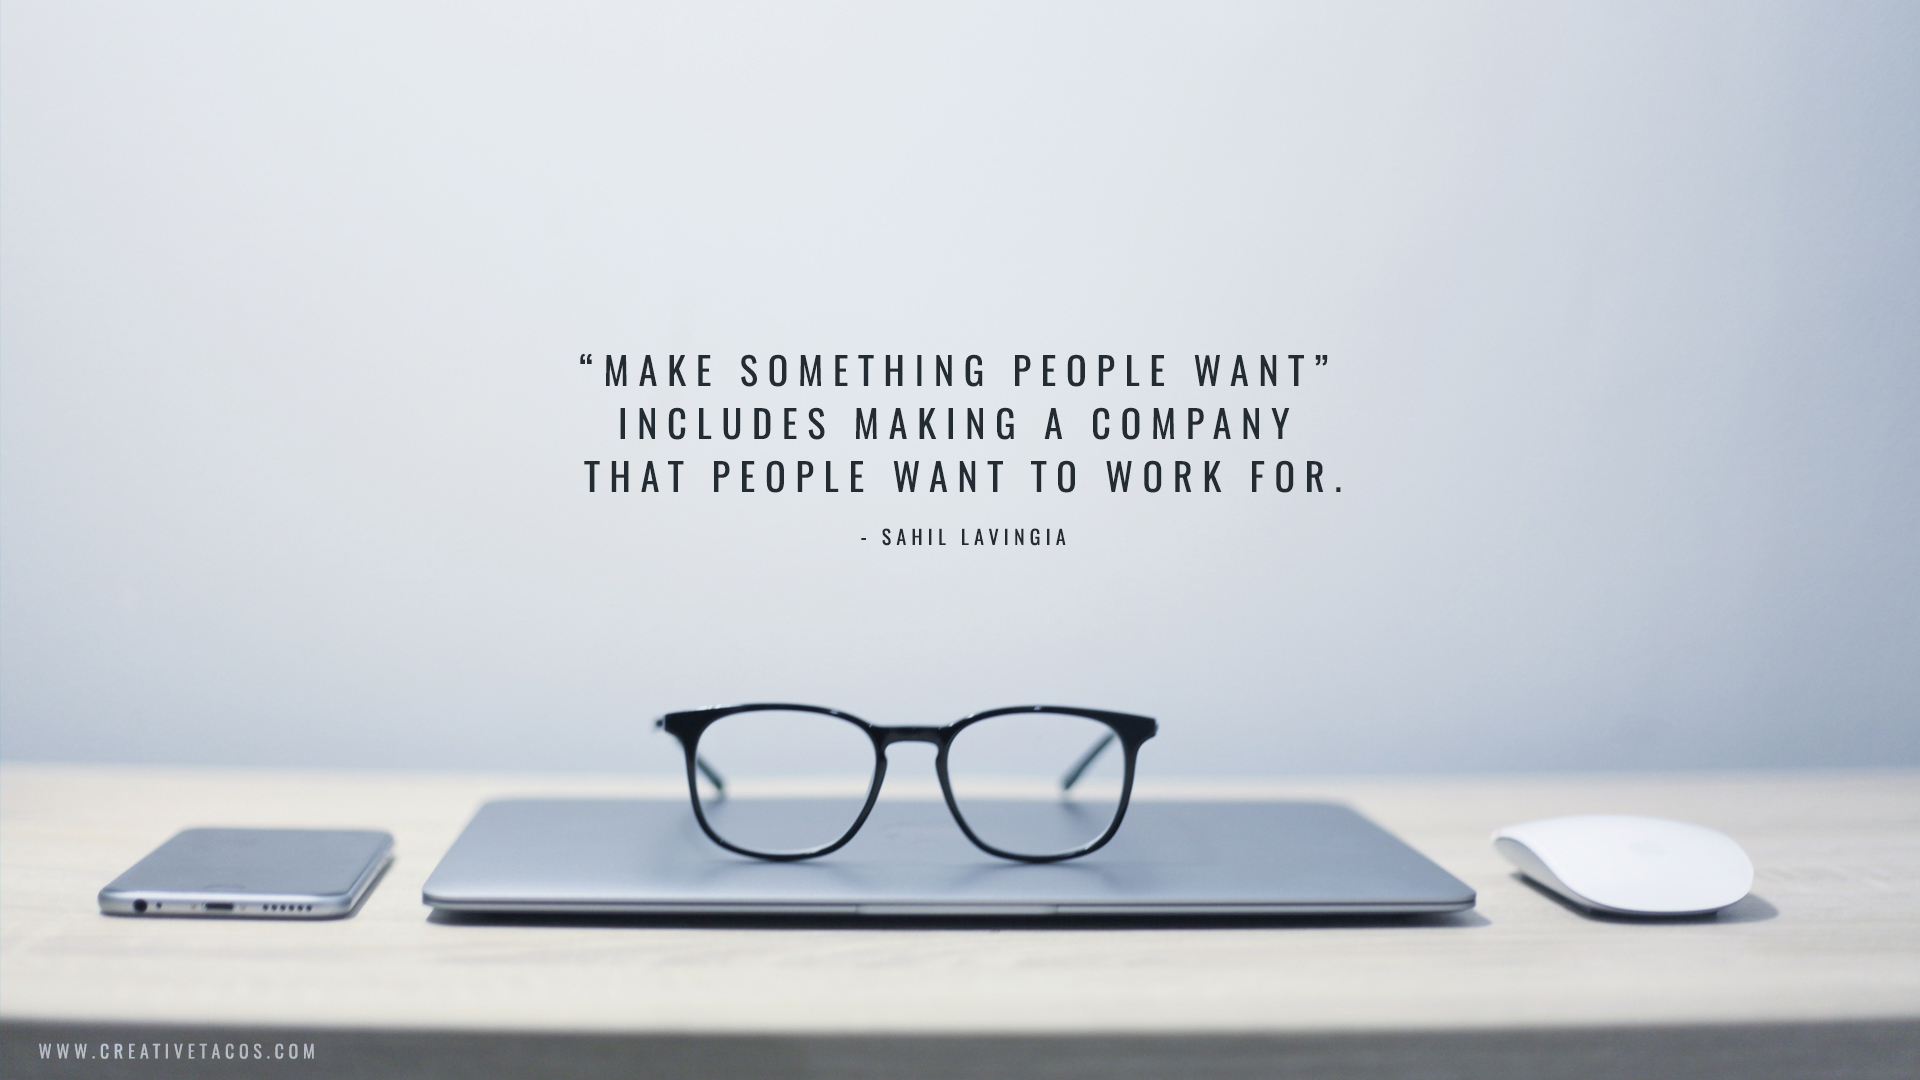 “MAKE SOMETHING PEOPLE WANT”
INCLUDES MAKING A COMPANY
THAT PEOPLE WANT TO WORK FOR.
- SAHIL LAVINGIA
WWW.CREATIVETACOS.COM